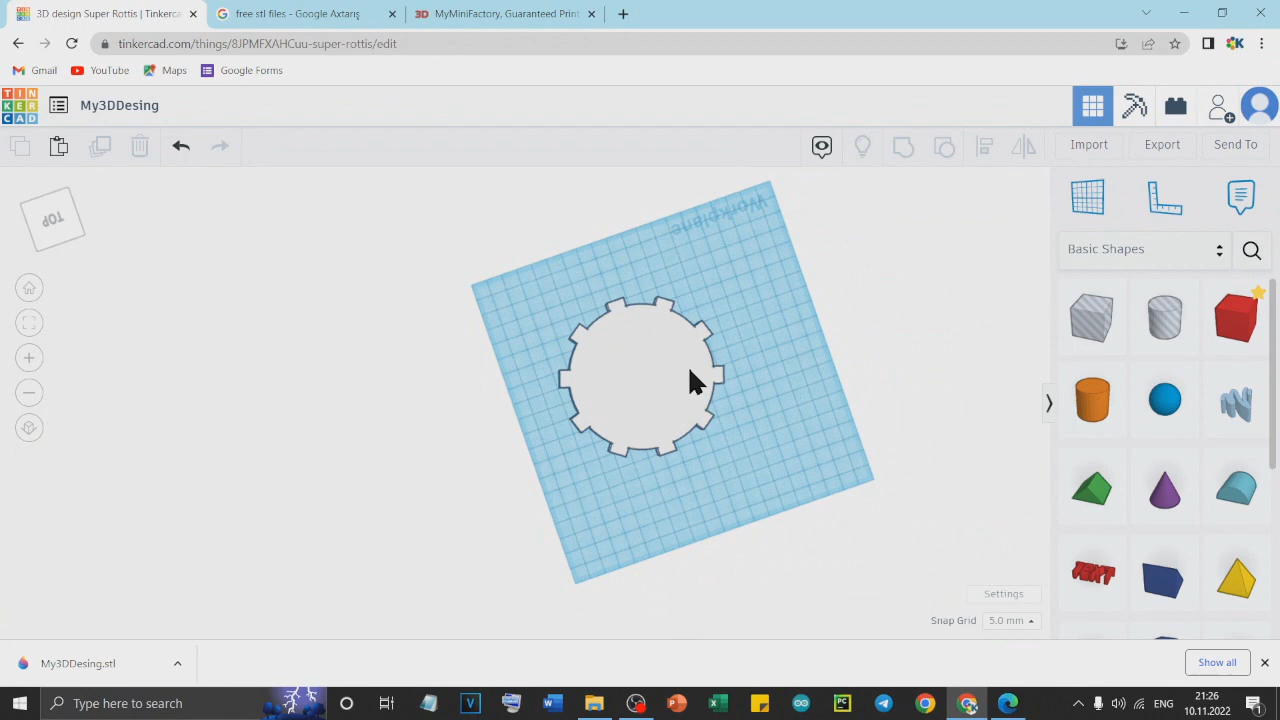 3D design Super Rottis | Tinkerca
free stl files - Google Axtarış
MyMiniFactory, Guaranteed Print
tinkercad.com/things/8JPMFXAHCuu-super-rottis/edit
Gmail
YouTube
Maps
Google Forms
TIN
KER
CAD
My3DDesing
Import
Export
Send To
TOP
Workplane
Basic Shapes
TEXT
Settings
Snap Grid
5.0 mm
My3DDesing.stl
Show all
Type here to search
ENG
21:26
10.11.2022